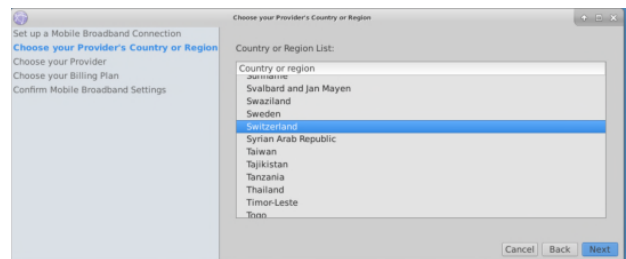 Choose your Provider's Country or Region
Set up a Mobile Broadband Connection
Choose your Provider's Country or Region
Choose your Provider
Choose your Billing Plan
Confirm Mobile Broadband Settings
Country or Region List:
Country or region
Suriname
Svalbard and Jan Mayen
Swaziland
Sweden
Switzerland
Syrian Arab Republic
Taiwan
Tajikistan
Tanzania
Thailand
Timor-Leste
Togo
Cancel Back Next